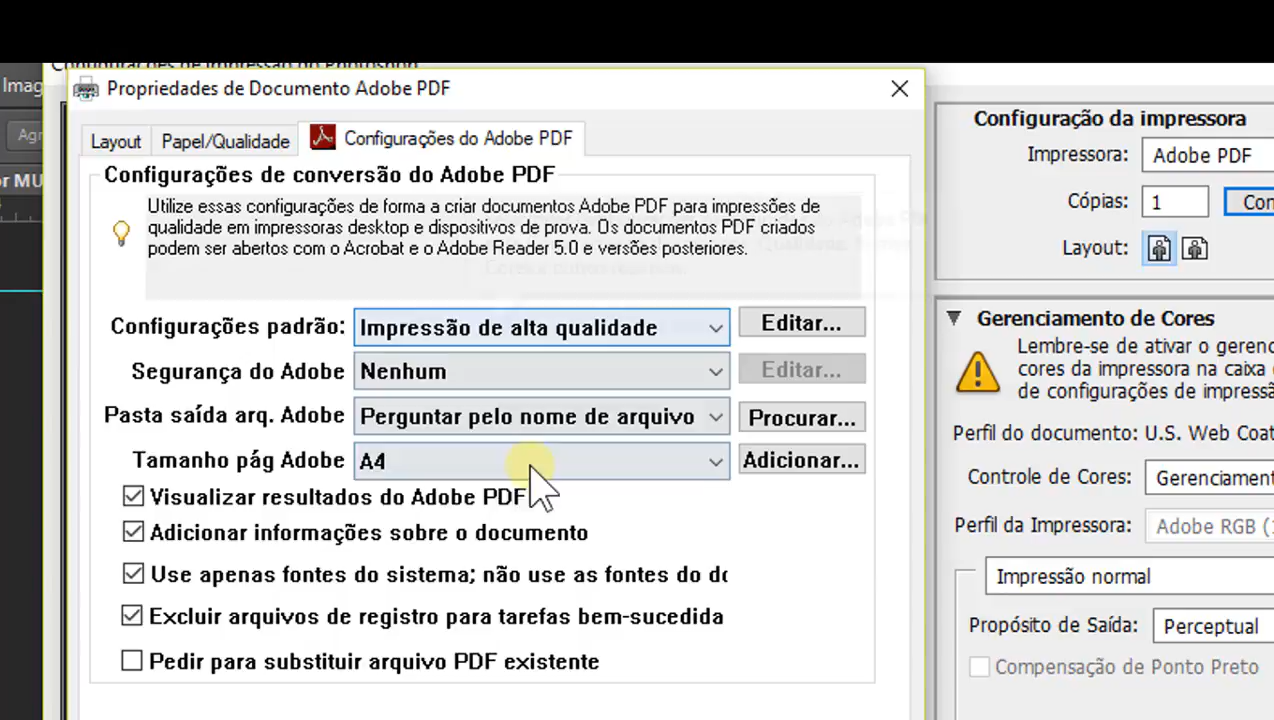 Configurações de Impressão do Photoshop
Imag
Agr
or MU
Propriedades de Documento Adobe PDF
Layout
Papel/Qualidade
Configurações do Adobe PDF
Configurações de conversão do Adobe PDF
Utilize essas configurações de forma a criar documentos Adobe PDF para impressões de
qualidade em impressoras desktop e dispositivos de prova. Os documentos PDF criados
podem ser abertos com o Acrobat e o Adobe Reader 5.0 e versões posteriores.
Configurações padrão: Impressão de alta qualidade Editar...
Segurança do Adobe Nenhum Editar...
Pasta saída arq. Adobe Perguntar pelo nome de arquivo Procurar...
Tamanho pág Adobe A4 Adicionar...
Visualizar resultados do Adobe PDF
Adicionar informações sobre o documento
Use apenas fontes do sistema; não use as fontes do do
Excluir arquivos de registro para tarefas bem-sucedida
Pedir para substituir arquivo PDF existente
Configuração da impressora
Impressora: Adobe PDF
Cópias: 1 Con
Layout:
Gerenciamento de Cores
Lembre-se de ativar o gerenc
cores da impressora na caixa
de configurações de impressã
Perfil do documento: U.S. Web Coat
Controle de Cores: Gerenciament
Perfil da Impressora: Adobe RGB (1
Impressão normal
Propósito de Saída: Perceptual
Compensação de Ponto Preto